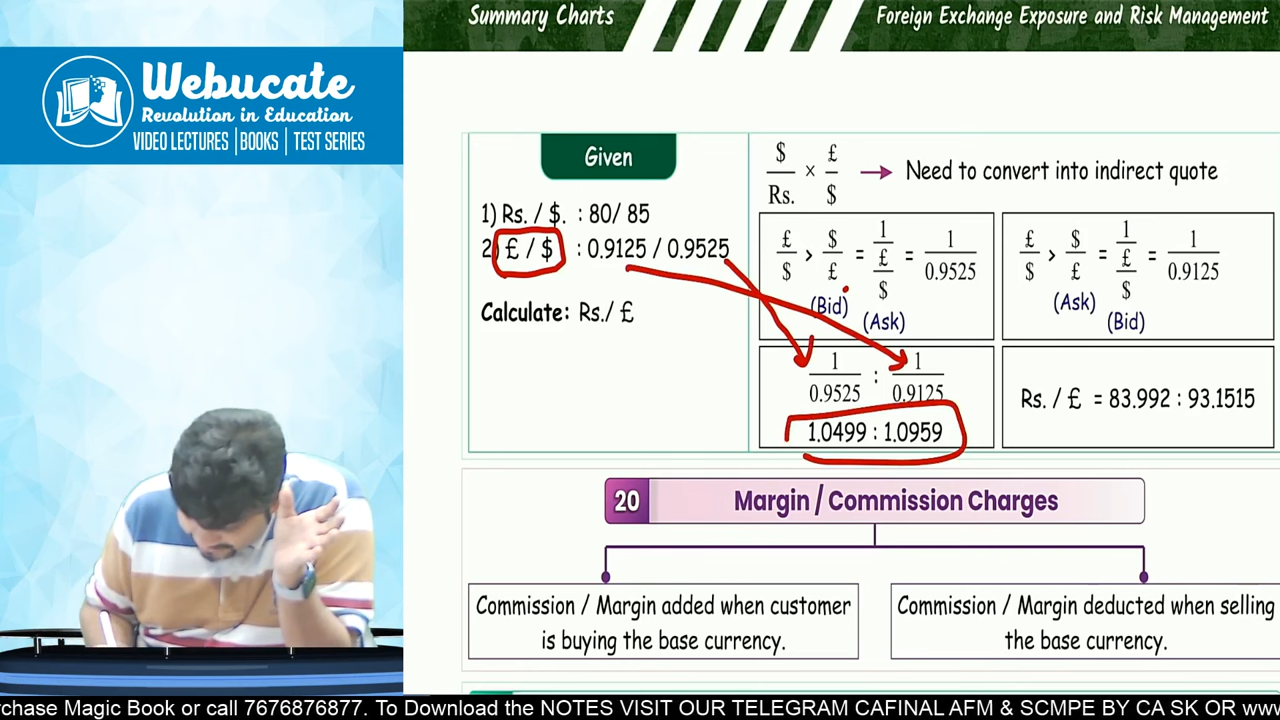 Summary Charts
Foreign Exchange Exposure and Risk Management
Webucate
Revolution in Education
VIDEO LECTURES | BOOKS | TEST SERIES
Given
1) Rs. / $. : 80/ 85
2) £ / $ : 0.9125 / 0.9525
Calculate: Rs./ £
$/Rs. × £/$ → Need to convert into indirect quote
£/$ > $/£ = 1/(£/$) = 1/0.9525
(Bid)
(Ask)
£/$ > $/£ = 1/(£/$) = 1/0.9125
(Ask)
(Bid)
1/0.9525 : 1/0.9125
1.0499 : 1.0959
Rs. / £ = 83.992 : 93.1515
20 Margin / Commission Charges
Commission / Margin added when customer
is buying the base currency.
Commission / Margin deducted when selling
the base currency.
rchase Magic Book or call 7676876877. To Download the NOTES VISIT OUR TELEGRAM CAFINAL AFM & SCMPE BY CA SK OR www